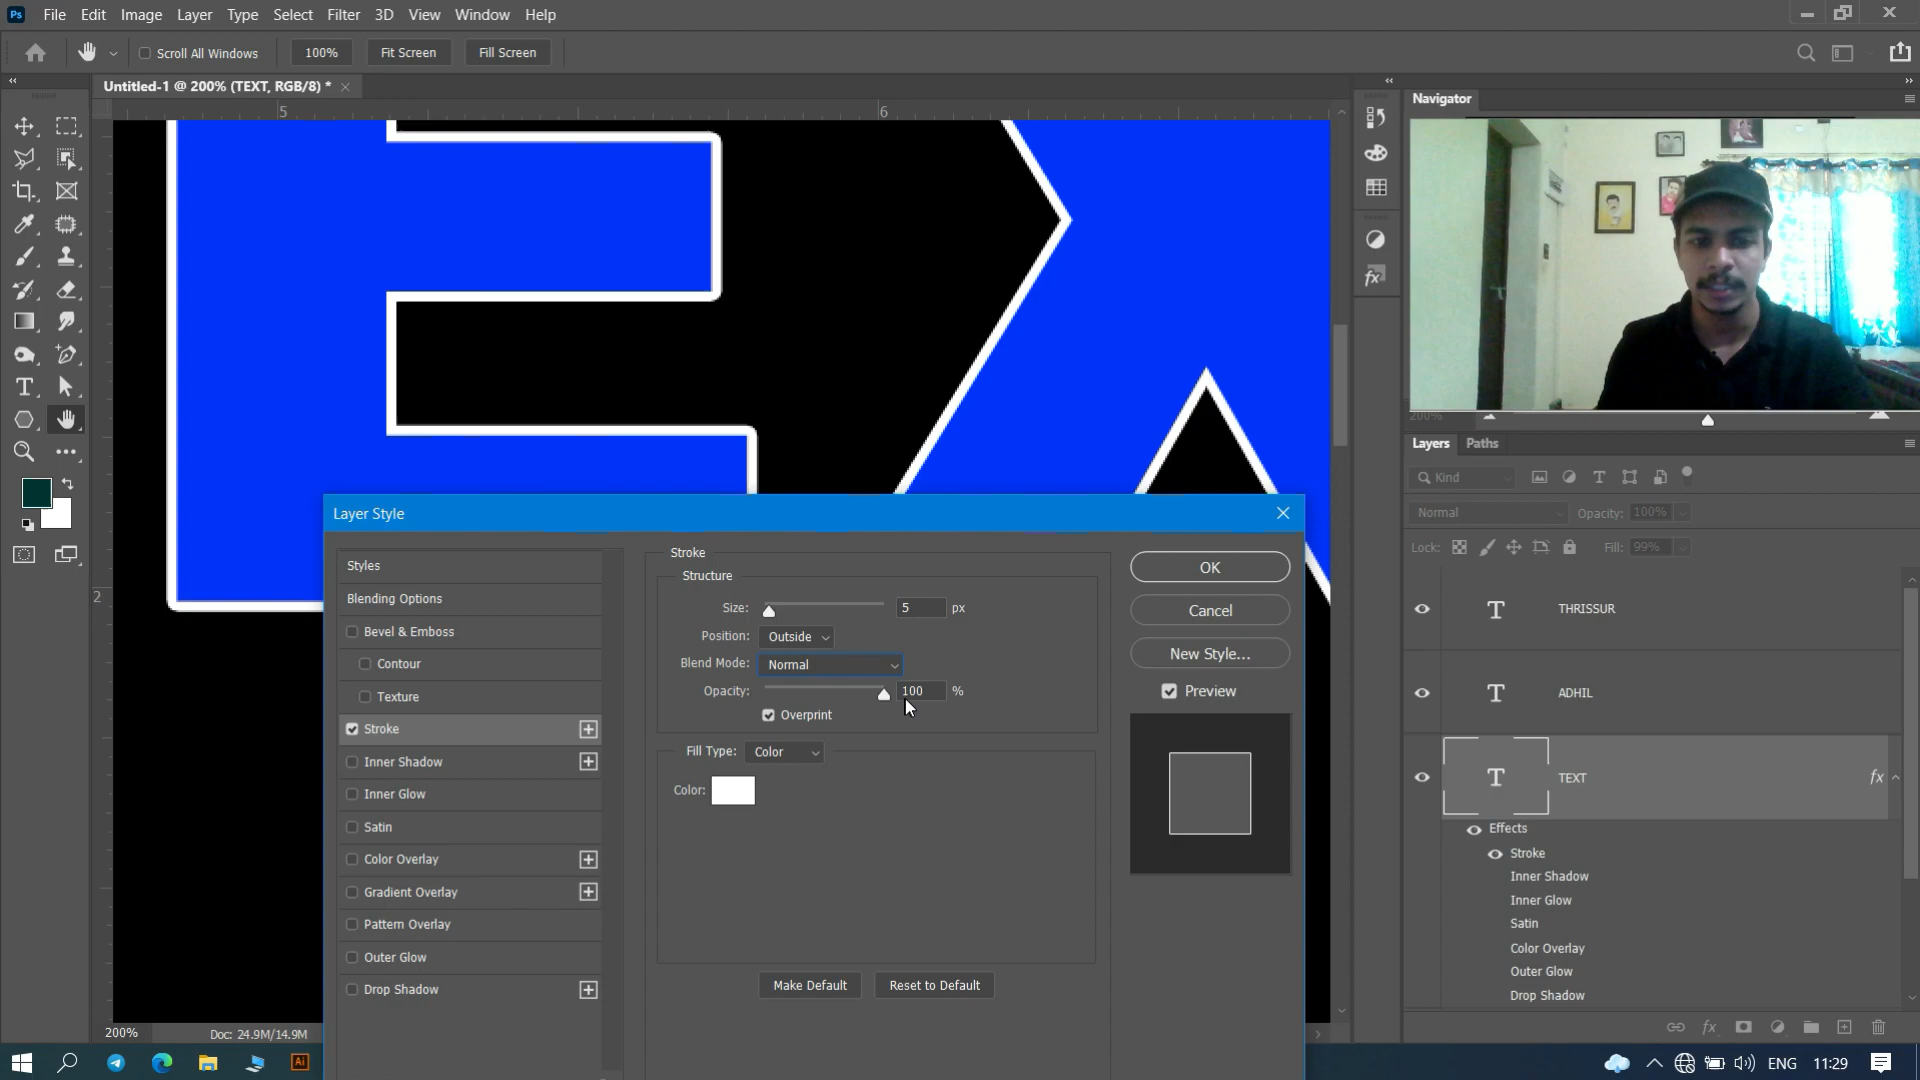 Ps File Edit Image Layer Type Select Filter 3D View Window Help
Scroll All Windows 100% Fit Screen Fill Screen
Untitled-1 @ 200% (TEXT, RGB/8) *
Navigator
5 6
2
200%
Layers Paths
Kind
Normal Opacity: 100%
Lock: Fill: 99%
T THRISSUR
T ADHIL
T TEXT fx
Effects
Stroke
Inner Shadow
Inner Glow
Satin
Color Overlay
Outer Glow
Drop Shadow
Layer Style
Styles
Blending Options
Bevel & Emboss
Contour
Texture
Stroke
Inner Shadow
Inner Glow
Satin
Color Overlay
Gradient Overlay
Pattern Overlay
Outer Glow
Drop Shadow
Stroke
Structure
Size: 5 px
Position: Outside
Blend Mode: Normal
Opacity: 100 %
Overprint
Fill Type: Color
Color:
Make Default Reset to Default
OK
Cancel
New Style...
Preview
200% Doc: 24.9M/14.9M
Ai
ENG 11:29